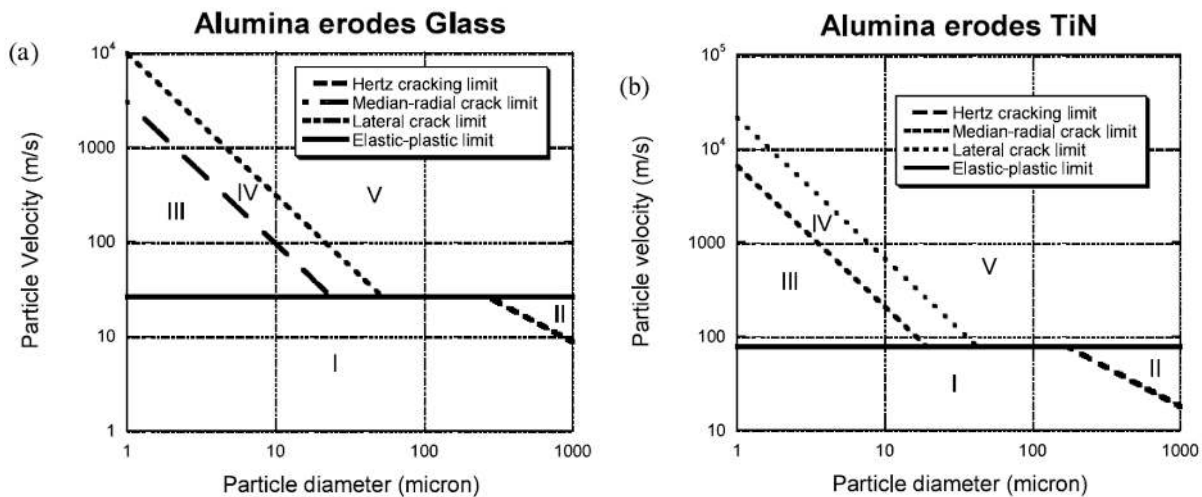 (a)
Alumina erodes Glass
10⁴
1000
100
10
1
Particle Velocity (m/s)
Hertz cracking limit
Median-radial crack limit
Lateral crack limit
Elastic-plastic limit
III
IV
V
II
I
1
10
100
1000
Particle diameter (micron)
(b)
Alumina erodes TiN
10⁵
10⁴
1000
100
10
Particle velocity (m/s)
Hertz cracking limit
Median-radial crack limit
Lateral crack limit
Elastic-plastic limit
IV
III
V
II
I
1
10
100
1000
Particle diameter (micron)